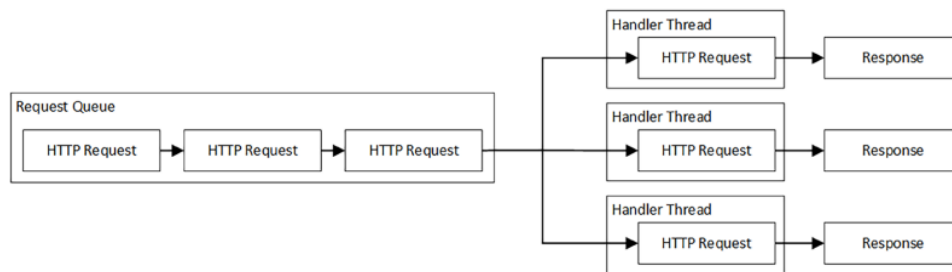 Handler Thread
HTTP Request
Response
Request Queue
HTTP Request
HTTP Request
HTTP Request
Handler Thread
HTTP Request
Response
Handler Thread
HTTP Request
Response